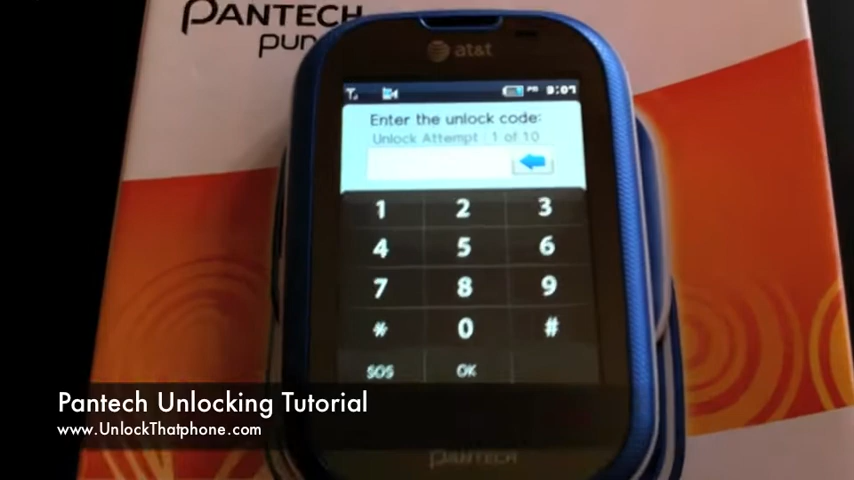 PANTECH
at&t
PM 3:07
Enter the unlock code:
Unlock Attempt : 1 of 10
1 2 3
4 5 6
7 8 9
* 0 #
SOS OK
Pantech Unlocking Tutorial
www.UnlockThatphone.com
PANTECH